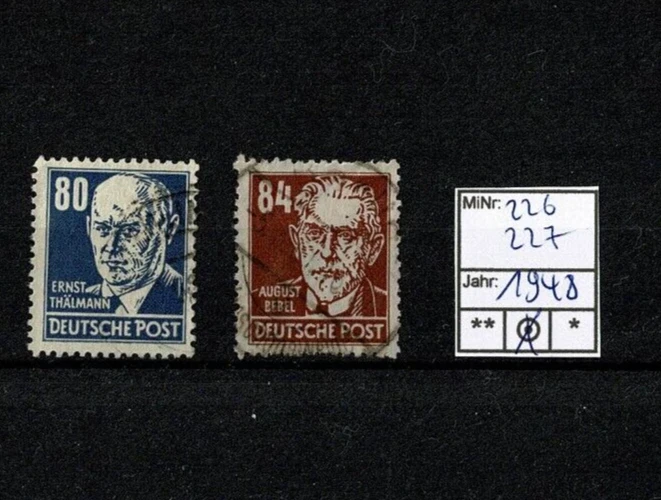 80
ERNST
THÄLMANN
DEUTSCHE POST
84
AUGUST
BEBEL
DEUTSCHE POST
MiNr: 226
227
Jahr: 1948
** ⊙ *